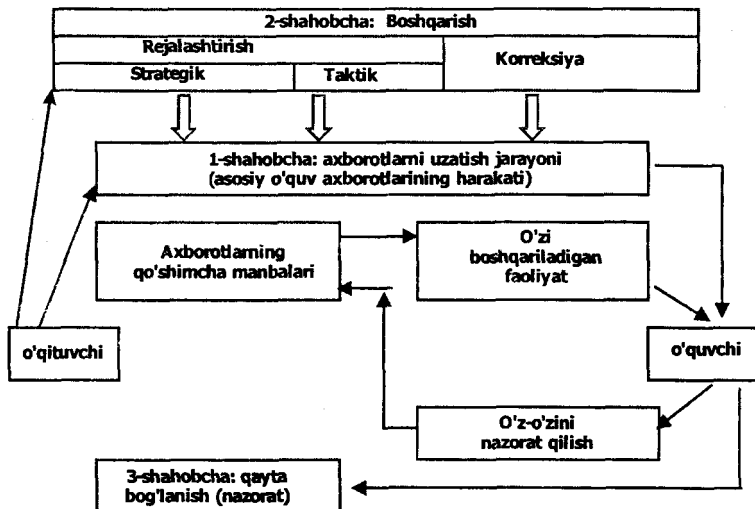 2-shahobcha: Boshqarish
Rejalashtirish
Korreksiya
Strategik
Taktik
1-shahobcha: axborotlarni uzatish jarayoni
(asosiy o'quv axborotlarining harakati)
Axborotlarning
qo'shimcha manbalari
O'zi
boshqariladigan
faoliyat
o'qituvchi
o'quvchi
O'z-o'zini
nazorat qilish
3-shahobcha: qayta
bog'lanish (nazorat)